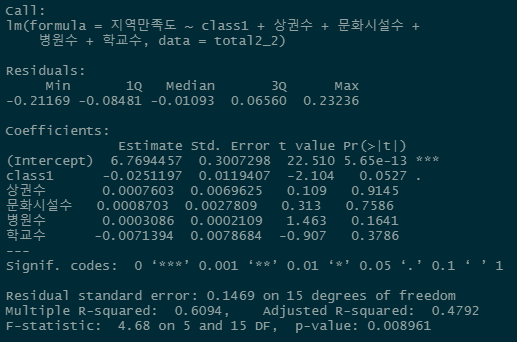 Call:
lm(formula = 지역만족도 ~ class1 + 상권수 + 문화시설수 +
    병원수 + 학교수, data = total2_2)
Residuals:
     Min       1Q   Median       3Q      Max
-0.21169 -0.08481 -0.01093  0.06560  0.23236
Coefficients:
              Estimate Std. Error t value Pr(>|t|)
(Intercept)  6.7694457  0.3007298  22.510 5.65e-13 ***
class1      -0.0251197  0.0119407  -2.104   0.0527 .
상권수       0.0007603  0.0069625   0.109   0.9145
문화시설수   0.0008703  0.0027809   0.313   0.7586
병원수       0.0003086  0.0002109   1.463   0.1641
학교수      -0.0071394  0.0078684  -0.907   0.3786
---
Signif. codes:  0 ‘***’ 0.001 ‘**’ 0.01 ‘*’ 0.05 ‘.’ 0.1 ‘ ’ 1
Residual standard error: 0.1469 on 15 degrees of freedom
Multiple R-squared:  0.6094,    Adjusted R-squared:  0.4792
F-statistic:  4.68 on 5 and 15 DF,  p-value: 0.008961